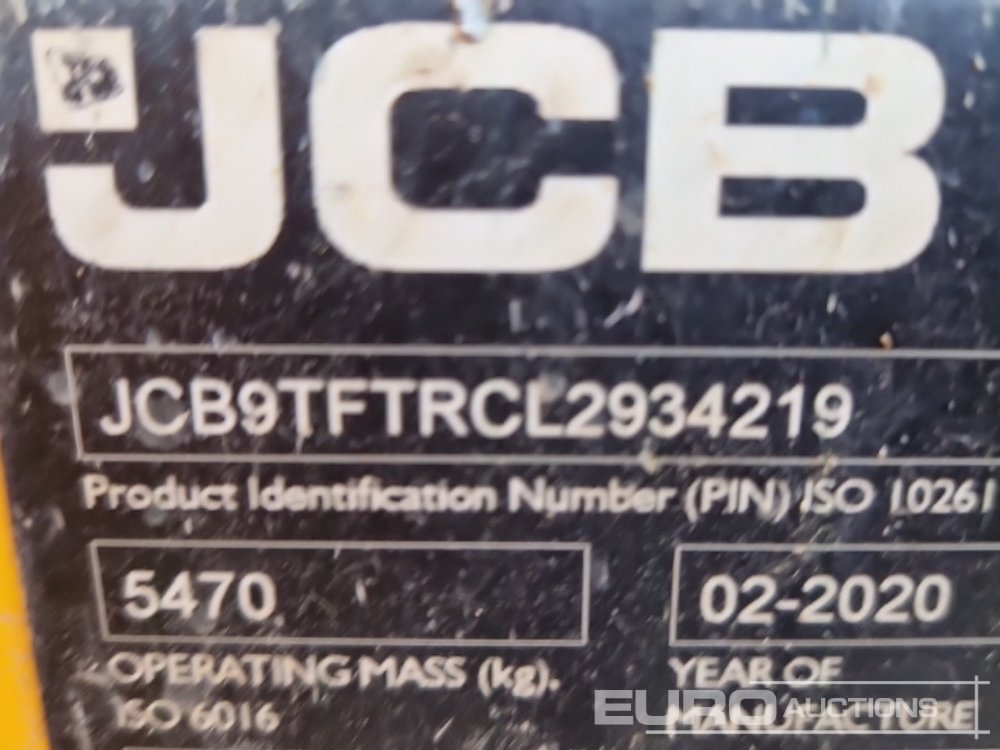 JCB
JCB9TFTRCL2934219
Product Identification Number (PIN) ISO 10261
5470
02-2020
OPERATING MASS (kg).
YEAR OF
ISO 6016
MANUFACTURE
EURO AUCTIONS